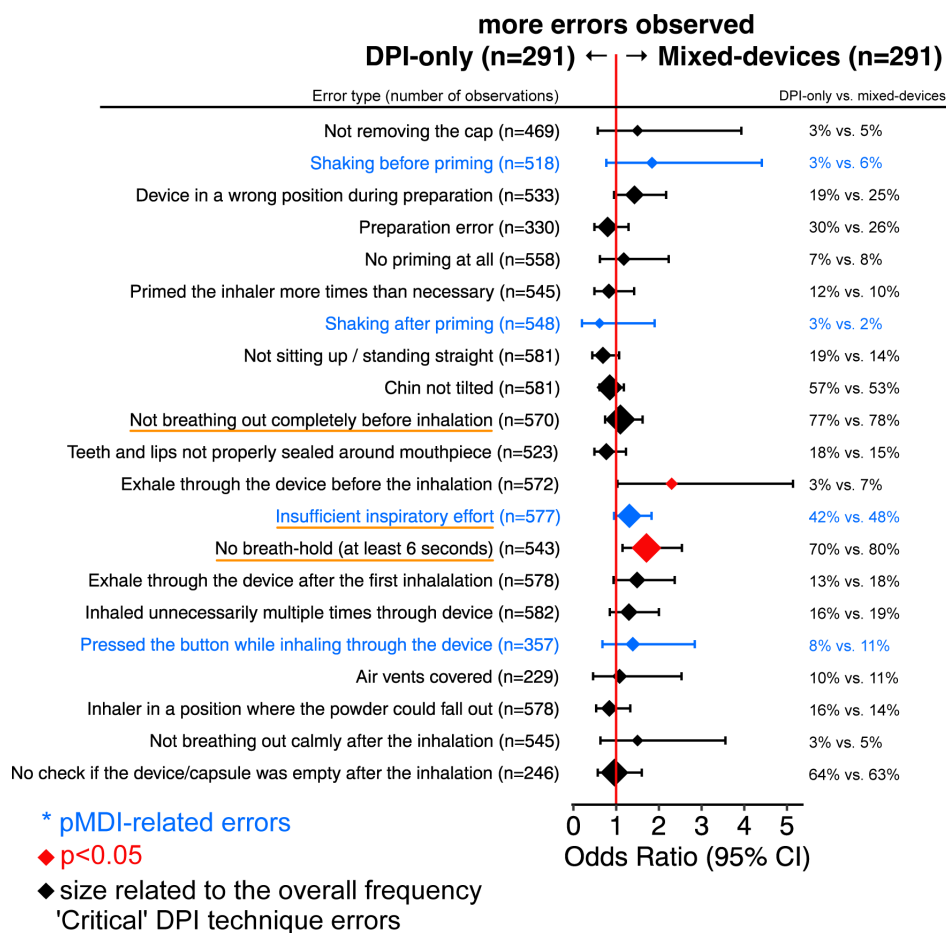 more errors observed
DPI-only (n=291) ←→ Mixed-devices (n=291)
Error type (number of observations) DPI-only vs. mixed-devices
Not removing the cap (n=469) 3% vs. 5%
Shaking before priming (n=518) 3% vs. 6%
Device in a wrong position during preparation (n=533) 19% vs. 25%
Preparation error (n=330) 30% vs. 26%
No priming at all (n=558) 7% vs. 8%
Primed the inhaler more times than necessary (n=545) 12% vs. 10%
Shaking after priming (n=548) 3% vs. 2%
Not sitting up / standing straight (n=581) 19% vs. 14%
Chin not tilted (n=581) 57% vs. 53%
Not breathing out completely before inhalation (n=570) 77% vs. 78%
Teeth and lips not properly sealed around mouthpiece (n=523) 18% vs. 15%
Exhale through the device before the inhalation (n=572) 3% vs. 7%
Insufficient inspiratory effort (n=577) 42% vs. 48%
No breath-hold (at least 6 seconds) (n=543) 70% vs. 80%
Exhale through the device after the first inhalalation (n=578) 13% vs. 18%
Inhaled unnecessarily multiple times through device (n=582) 16% vs. 19%
Pressed the button while inhaling through the device (n=357) 8% vs. 11%
Air vents covered (n=229) 10% vs. 11%
Inhaler in a position where the powder could fall out (n=578) 16% vs. 14%
Not breathing out calmly after the inhalation (n=545) 3% vs. 5%
No check if the device/capsule was empty after the inhalation (n=246) 64% vs. 63%
0 1 2 3 4 5
Odds Ratio (95% CI)
* pMDI-related errors
p<0.05
size related to the overall frequency
'Critical' DPI technique errors